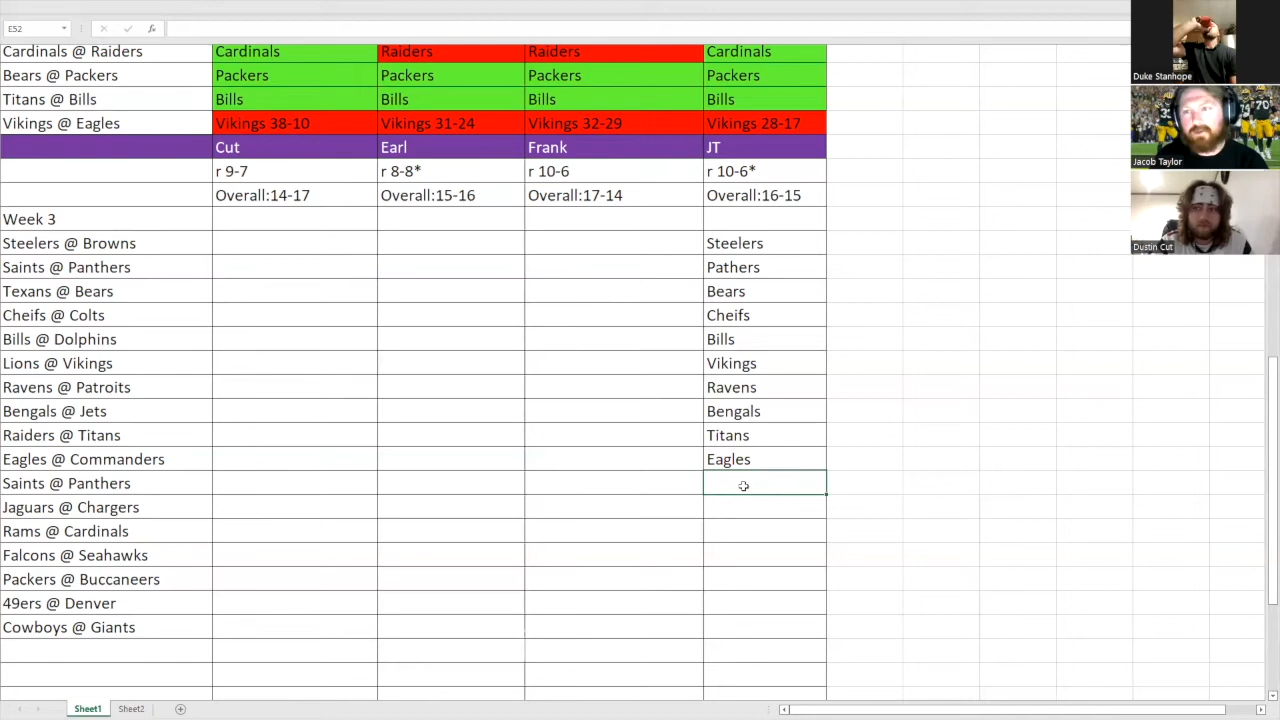 E52 fx
Cardinals @ Raiders Cardinals Raiders Raiders Cardinals
Bears @ Packers Packers Packers Packers Packers
Titans @ Bills Bills Bills Bills Bills
Vikings @ Eagles Vikings 38-10 Vikings 31-24 Vikings 32-29 Vikings 28-17
Cut Earl Frank JT
r 9-7 r 8-8* r 10-6 r 10-6*
Overall:14-17 Overall:15-16 Overall:17-14 Overall:16-15
Week 3
Steelers @ Browns Steelers
Saints @ Panthers Pathers
Texans @ Bears Bears
Cheifs @ Colts Cheifs
Bills @ Dolphins Bills
Lions @ Vikings Vikings
Ravens @ Patroits Ravens
Bengals @ Jets Bengals
Raiders @ Titans Titans
Eagles @ Commanders Eagles
Saints @ Panthers
Jaguars @ Chargers
Rams @ Cardinals
Falcons @ Seahawks
Packers @ Buccaneers
49ers @ Denver
Cowboys @ Giants
Sheet1 Sheet2
Duke Stanhope
Jacob Taylor
Dustin Cut